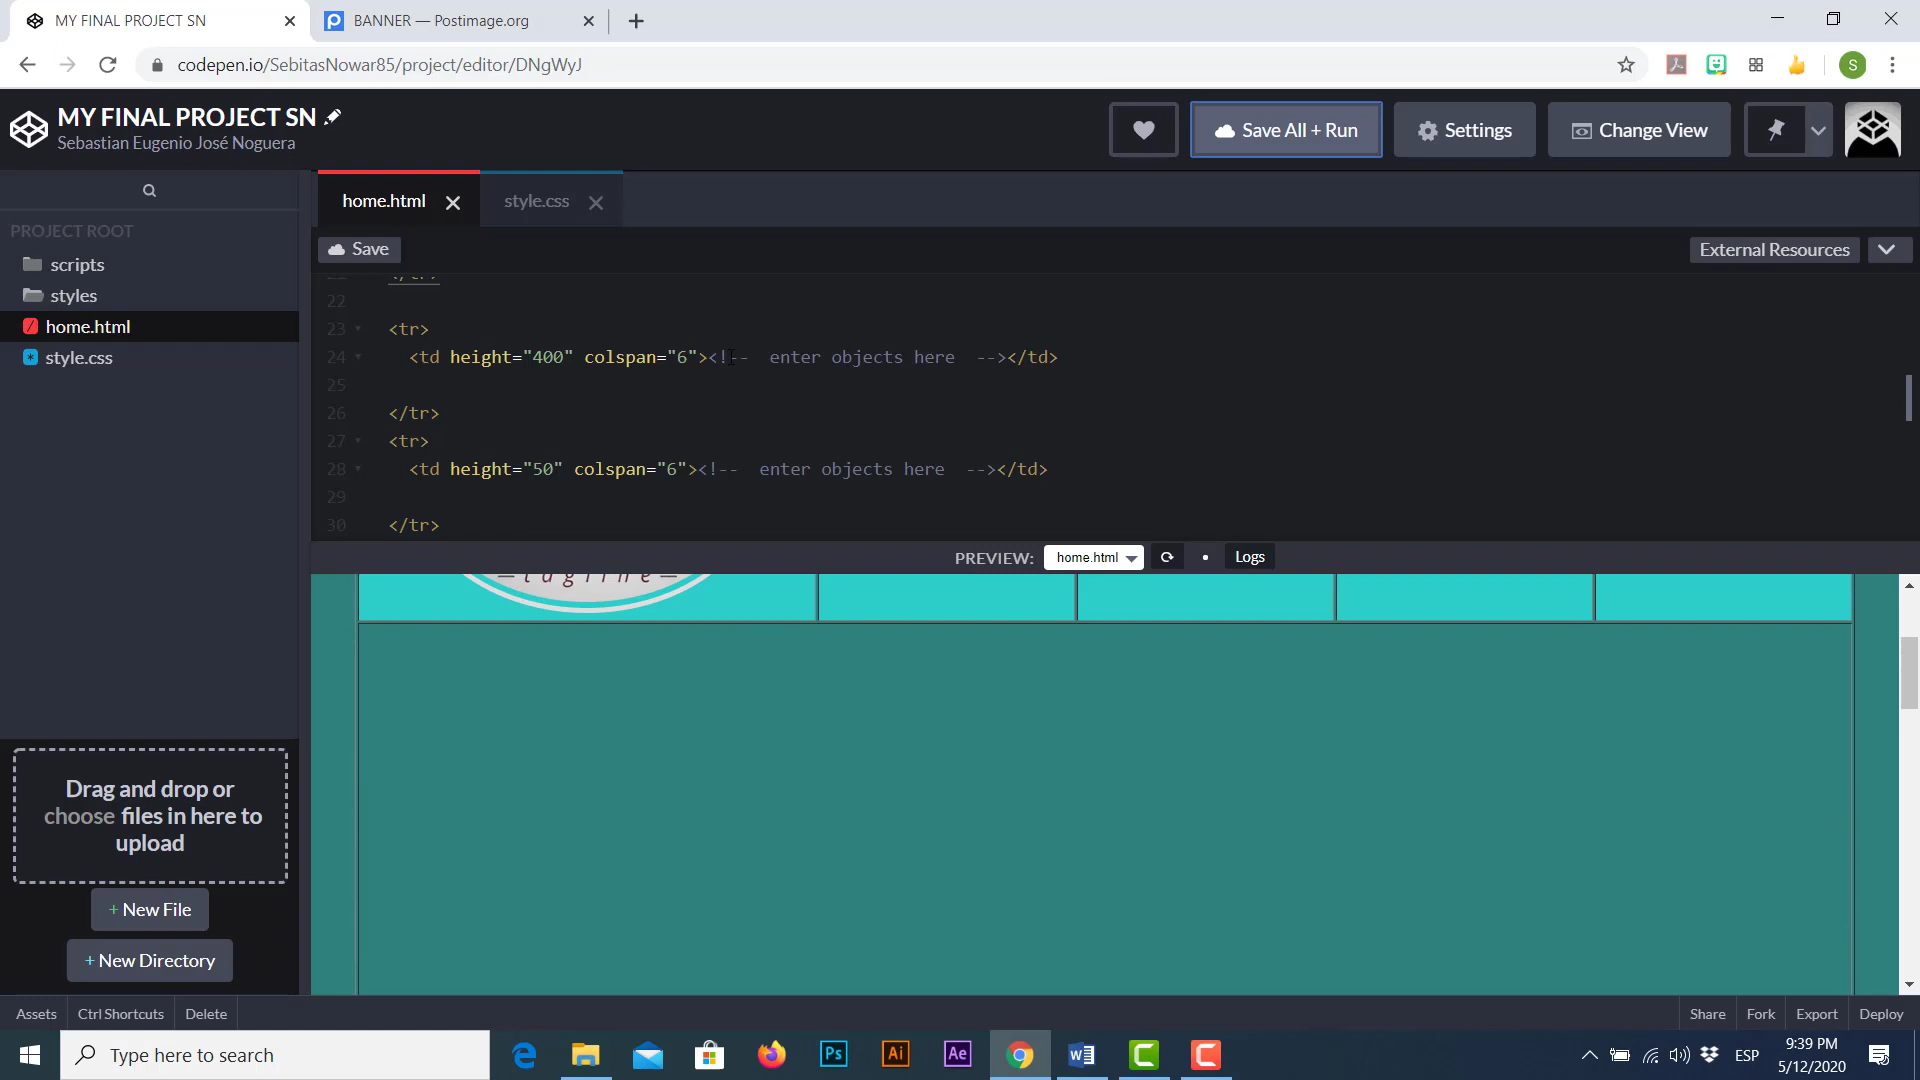 MY FINAL PROJECT SN
BANNER — Postimage.org
codepen.io/SebitasNowar85/project/editor/DNgWyJ
S
MY FINAL PROJECT SN
Sebastian Eugenio José Noguera
Save All + Run
Settings
Change View
home.html
style.css
PROJECT ROOT
scripts
styles
home.html
style.css
Save
External Resources
</tr>
22
23 <tr>
24 <td height="400" colspan="6"><!-- enter objects here --></td>
25
26 </tr>
27 <tr>
28 <td height="50" colspan="6"><!-- enter objects here --></td>
29
30 </tr>
PREVIEW: home.html Logs
— tagline —
Drag and drop or
choose files in here to
upload
+ New File
+ New Directory
Assets Ctrl Shortcuts Delete
Share Fork Export Deploy
Type here to search
Ps
Ai
Ae
ESP
9:39 PM
5/12/2020